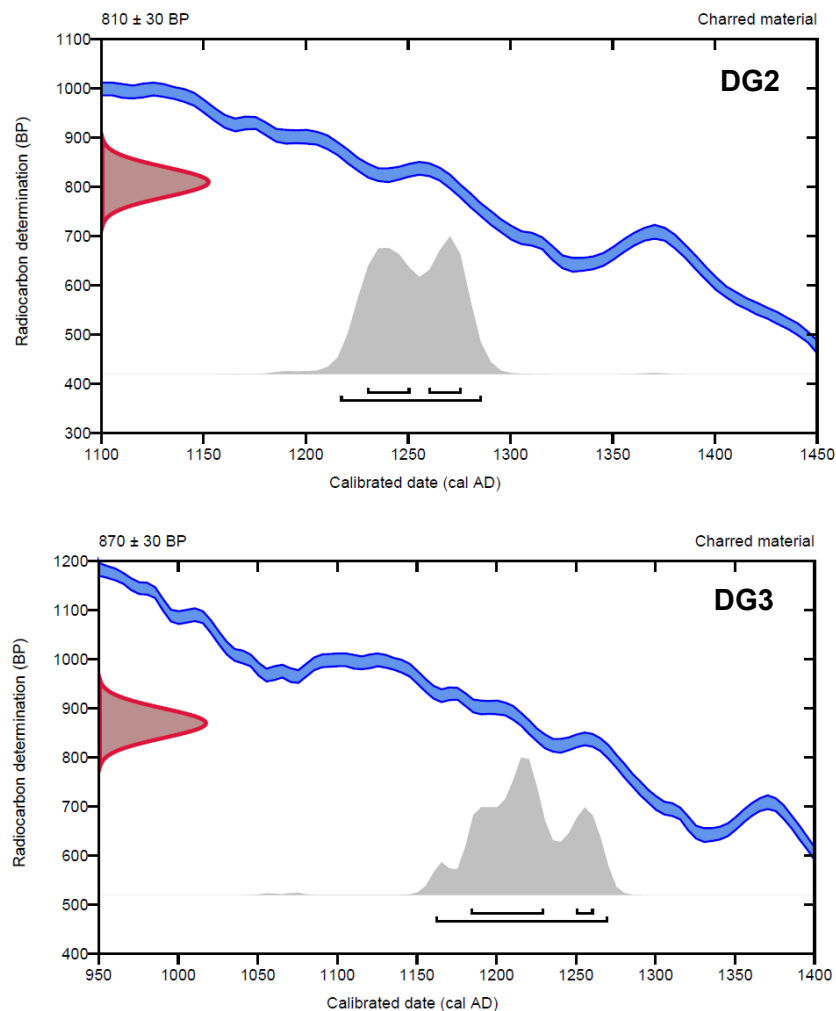 810 ± 30 BP Charred material
DG2
Radiocarbon determination (BP)
1100
1000
900
800
700
600
500
400
300
1100 1150 1200 1250 1300 1350 1400 1450
Calibrated date (cal AD)
870 ± 30 BP Charred material
DG3
Radiocarbon determination (BP)
1200
1100
1000
900
800
700
600
500
400
950 1000 1050 1100 1150 1200 1250 1300 1350 1400
Calibrated date (cal AD)